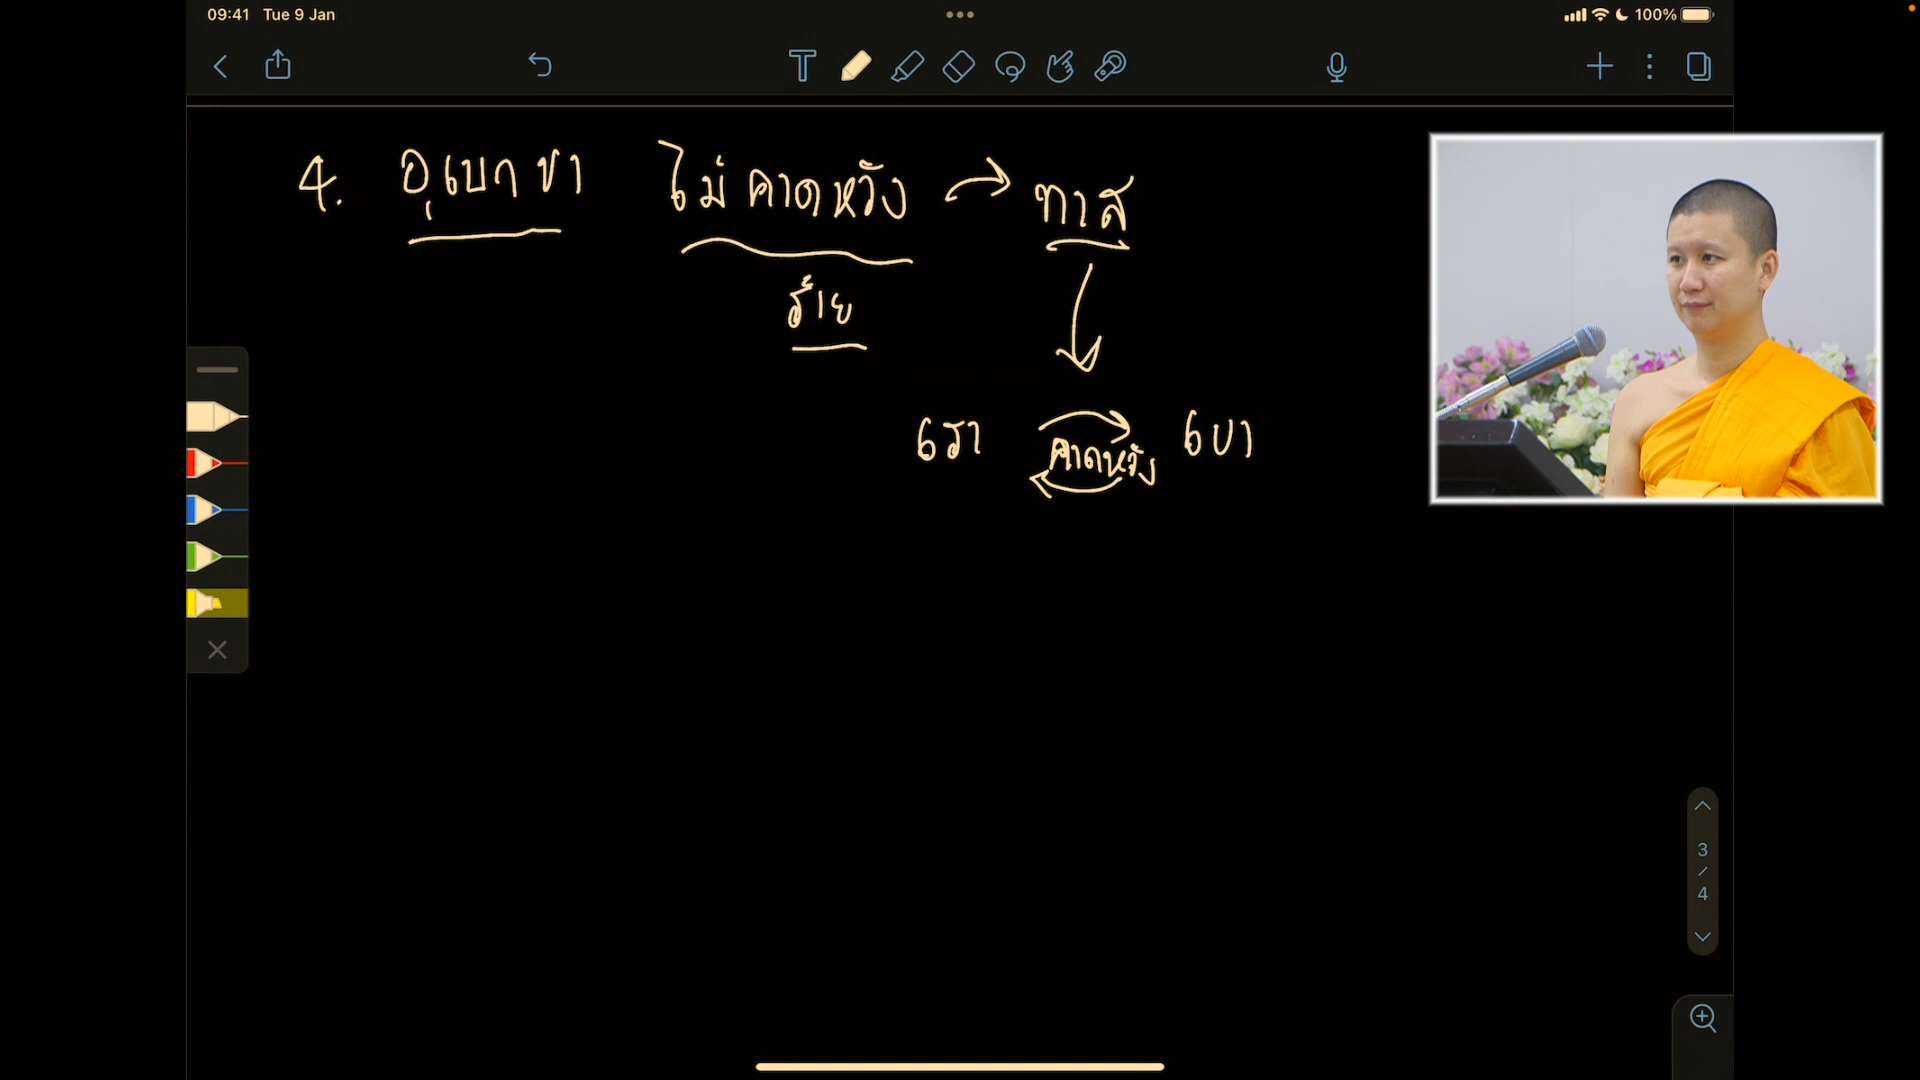 09:41 Tue 9 Jan
100%
4. อุเบกขา ไม่คาดหวัง → ทาส
ร้าย
เรา คาดหวัง เขา
3
/
4